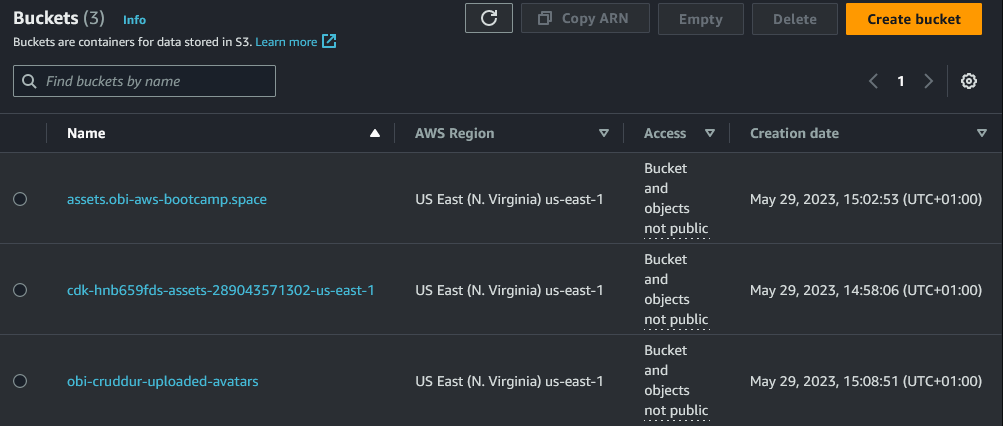 Buckets (3) Info
Copy ARN Empty Delete Create bucket
Buckets are containers for data stored in S3. Learn more
Find buckets by name
1
Name AWS Region Access Creation date
assets.obi-aws-bootcamp.space US East (N. Virginia) us-east-1 Bucket and objects not public May 29, 2023, 15:02:53 (UTC+01:00)
cdk-hnb659fds-assets-289043571302-us-east-1 US East (N. Virginia) us-east-1 Bucket and objects not public May 29, 2023, 14:58:06 (UTC+01:00)
obi-cruddur-uploaded-avatars US East (N. Virginia) us-east-1 Bucket and objects not public May 29, 2023, 15:08:51 (UTC+01:00)